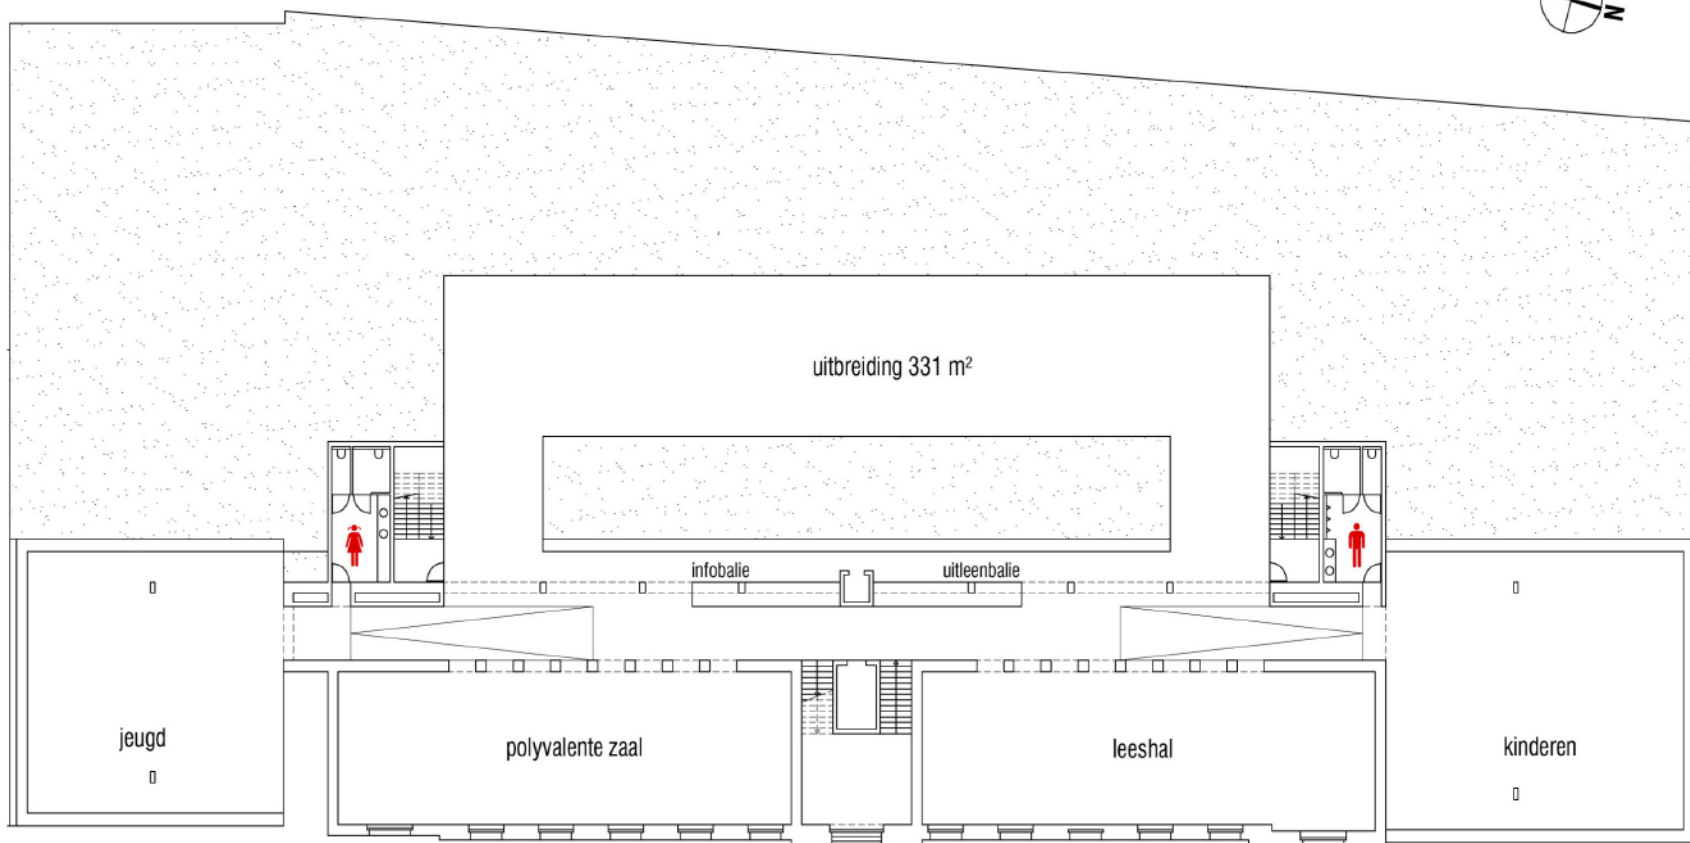 N
uitbreiding 331 m²
infobalie
uitleenbalie
jeugd
polyvalente zaal
leeshal
kinderen